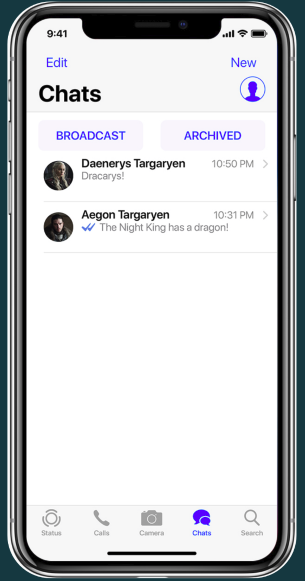 9:41
Edit New
Chats
BROADCAST ARCHIVED
Daenerys Targaryen 10:50 PM
Dracarys!
Aegon Targaryen 10:31 PM
The Night King has a dragon!
Status Calls Camera Chats Search